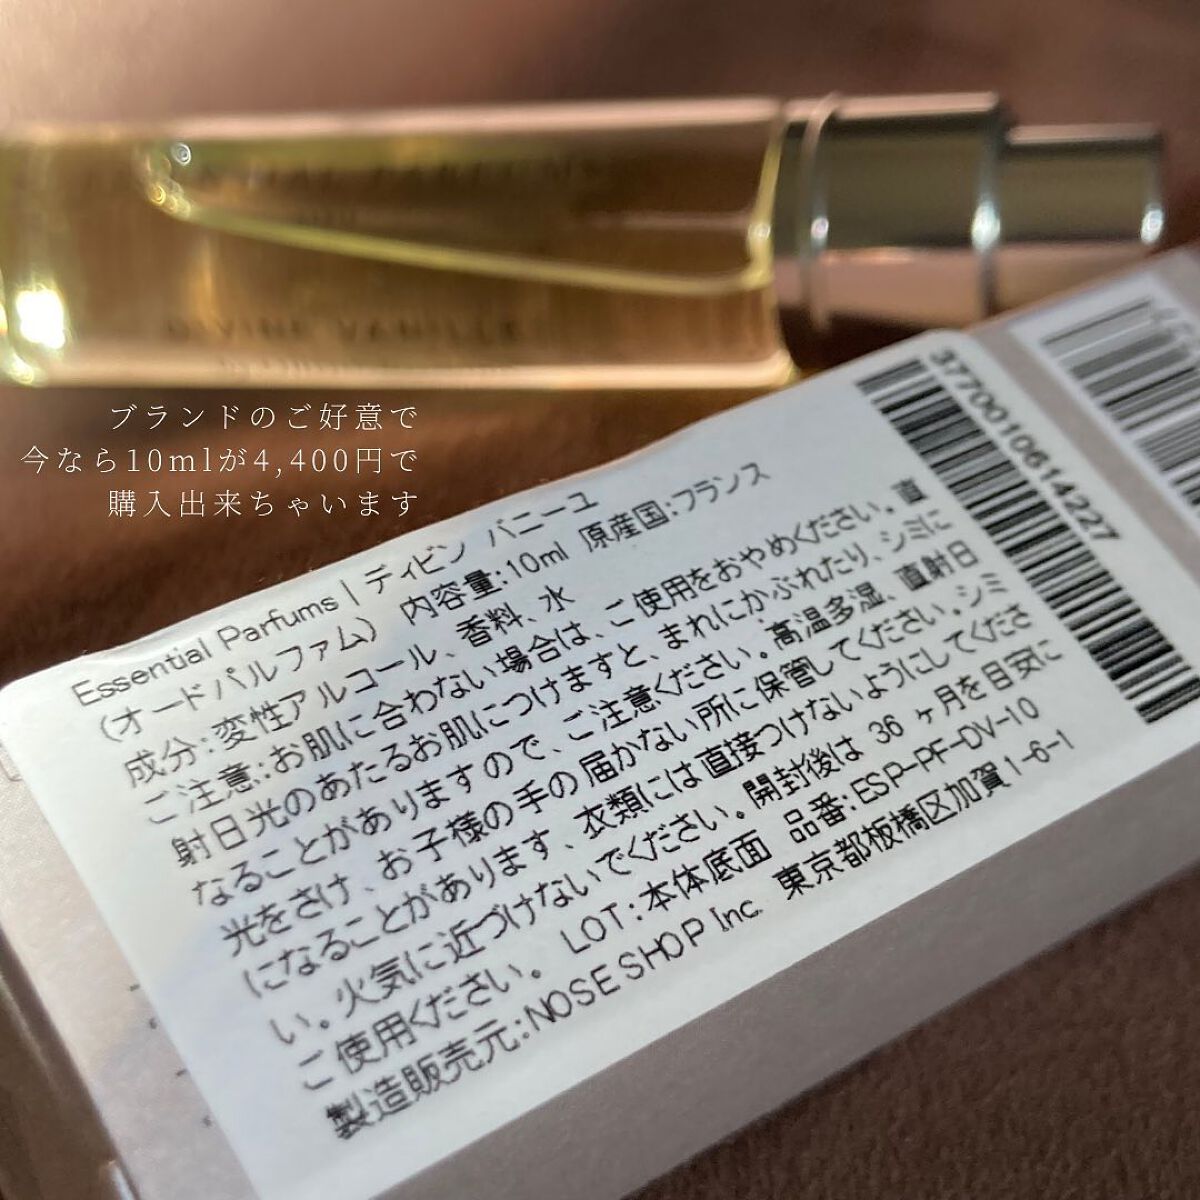 DIVINE VANILLE
ブランドのご好意で
今なら10mlが4,400円で
購入出来ちゃいます
3770010614227
Essential Parfums | ディビン バニーユ
（オードパルファム） 内容量:10ml 原産国:フランス
成分:変性アルコール、香料、水
ご注意:お肌に合わない場合は、ご使用をおやめください。直
射日光のあたるお肌につけますと、まれにかぶれたり、シミに
なることがありますので、ご注意ください。高温多湿、直射日
光をさけ、お子様の手の届かない所に保管してください。シミ
になることがあります、衣類には直接つけないようにしてくださ
い。火気に近づけないでください。開封後は 36 ヶ月を目安に
ご使用ください。 LOT:本体底面 品番:ESP-PF-DV-10
製造販売元:NOSE SHOP Inc. 東京都板橋区加賀1-6-1